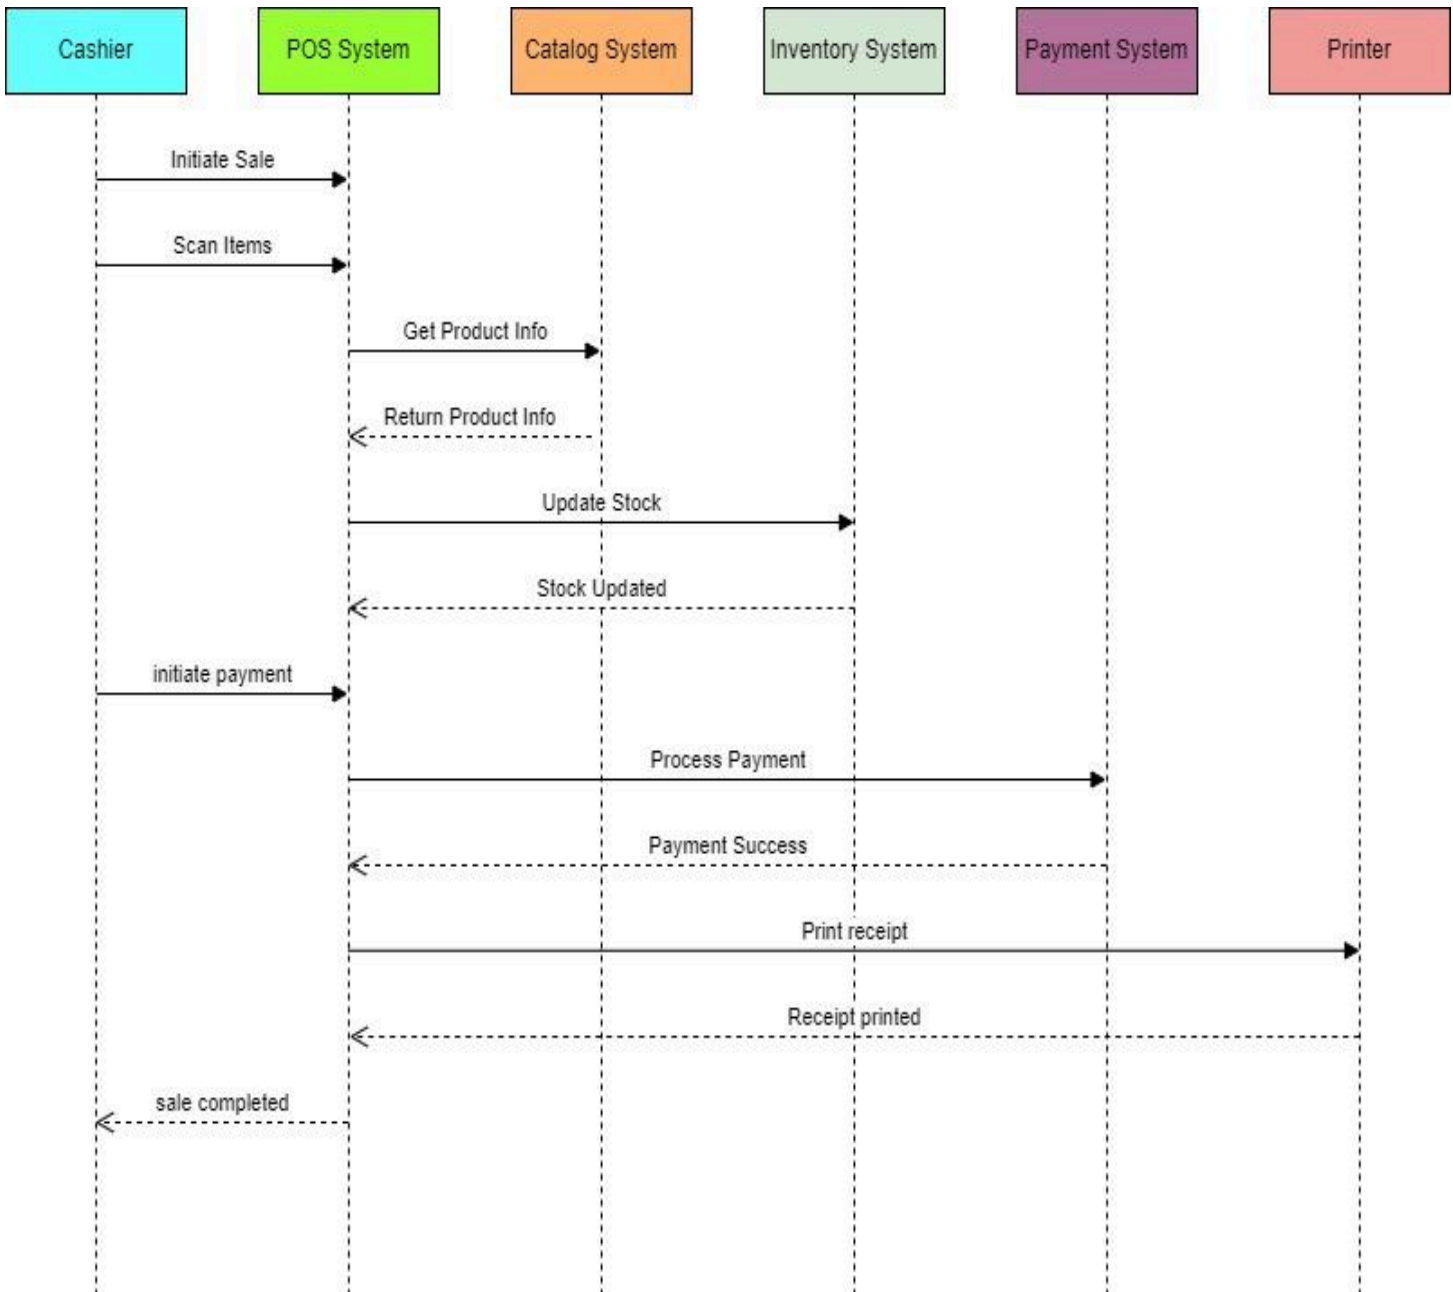 Cashier
POS System
Catalog System
Inventory System
Payment System
Printer
Initiate Sale
Scan Items
Get Product Info
Return Product Info
Update Stock
Stock Updated
initiate payment
Process Payment
Payment Success
Print receipt
Receipt printed
sale completed